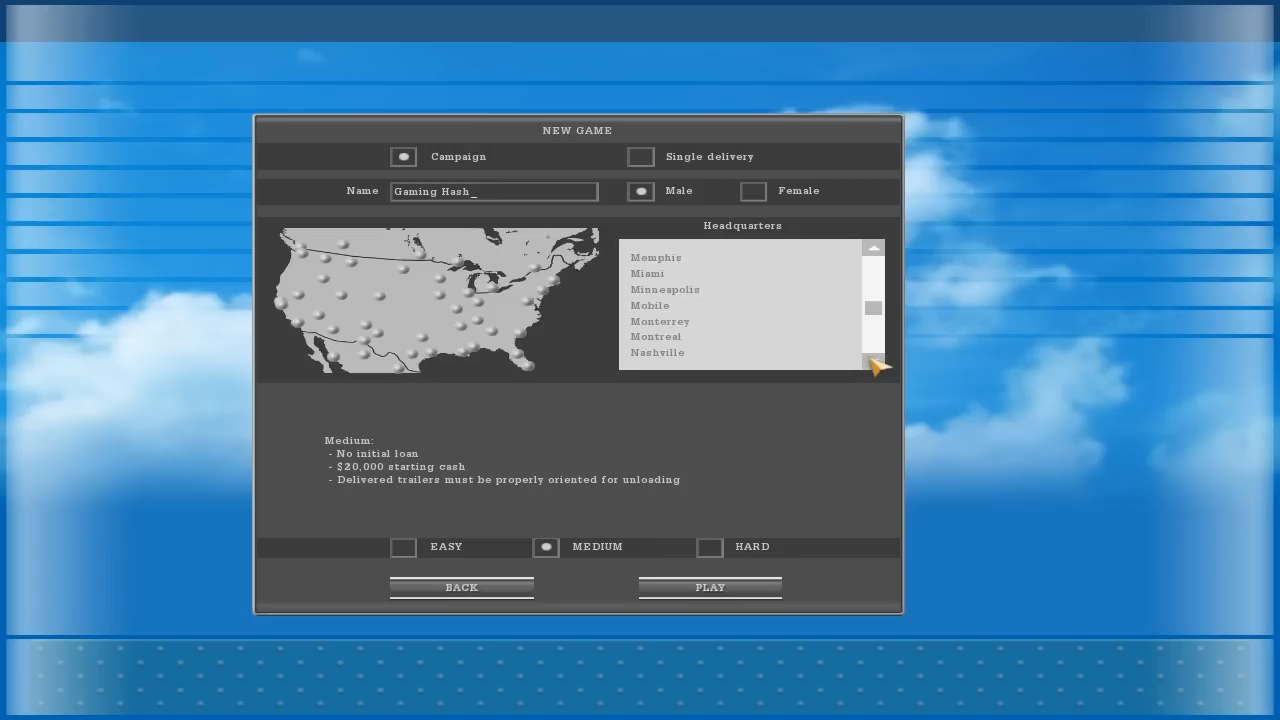 NEW GAME
Campaign
Single delivery
Name
Gaming Hash_
Male
Female
Headquarters
Memphis
Miami
Minneapolis
Mobile
Monterrey
Montreal
Nashville
Medium:
- No initial loan
- $20,000 starting cash
- Delivered trailers must be properly oriented for unloading
EASY
MEDIUM
HARD
BACK
PLAY